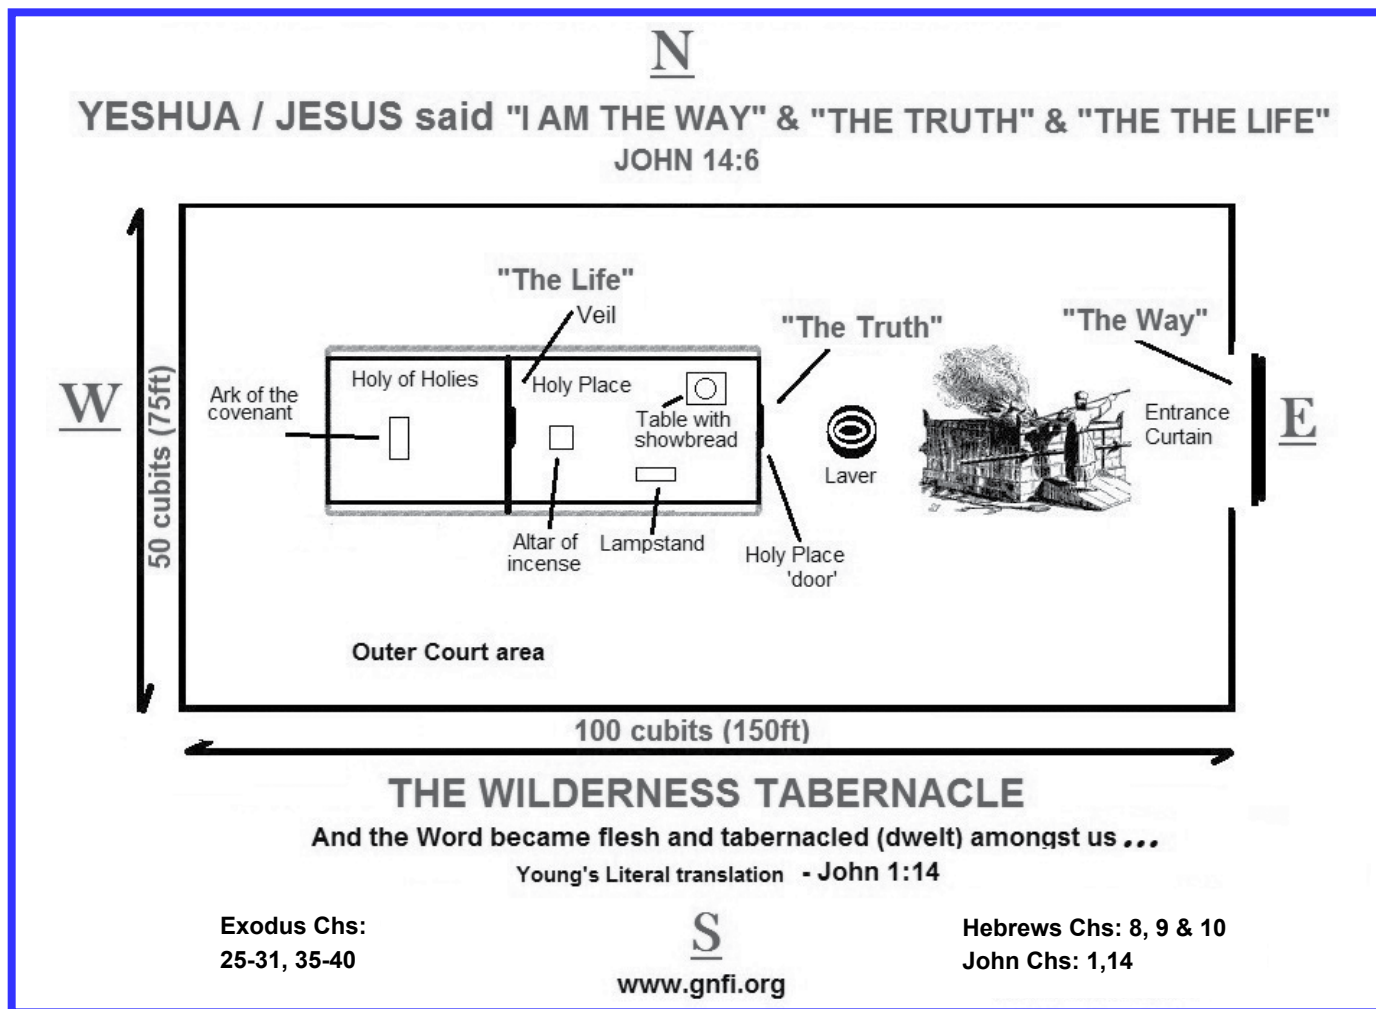 N
YESHUA / JESUS said "I AM THE WAY" & "THE TRUTH" & "THE THE LIFE"
JOHN 14:6
"The Life"
Veil
"The Truth"
"The Way"
W
50 cubits (75ft)
Ark of the
covenant
Holy of Holies
Holy Place
Table with
showbread
Laver
Entrance
Curtain
E
Altar of
incense
Lampstand
Holy Place
'door'
Outer Court area
100 cubits (150ft)
THE WILDERNESS TABERNACLE
And the Word became flesh and tabernacled (dwelt) amongst us ...
Young's Literal translation - John 1:14
Exodus Chs:
25-31, 35-40
S
www.gnfi.org
Hebrews Chs: 8, 9 & 10
John Chs: 1,14